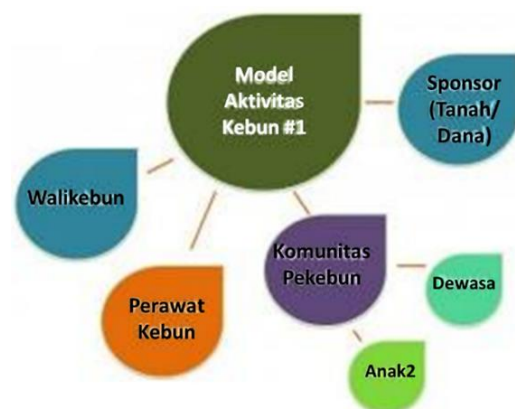 Model
Aktivitas
Kebun #1
Sponsor
(Tanah/
Dana)
Walikebun
Perawat
Kebun
Komunitas
Pekebun
Dewasa
Anak2